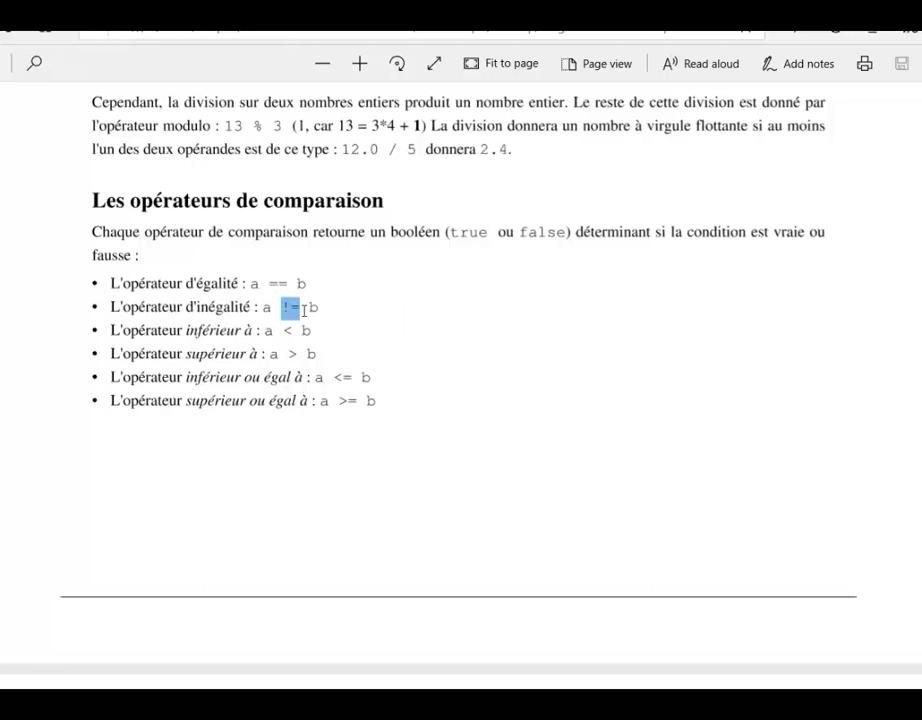 Fit to page Page view Read aloud Add notes
Cependant, la division sur deux nombres entiers produit un nombre entier. Le reste de cette division est donné par
l'opérateur modulo : 13 % 3 (1, car 13 = 3*4 + 1) La division donnera un nombre à virgule flottante si au moins
l'un des deux opérandes est de ce type : 12.0 / 5 donnera 2.4.
Les opérateurs de comparaison
Chaque opérateur de comparaison retourne un booléen (true ou false) déterminant si la condition est vraie ou
fausse :
• L'opérateur d'égalité : a == b
• L'opérateur d'inégalité : a != b
• L'opérateur inférieur à : a < b
• L'opérateur supérieur à : a > b
• L'opérateur inférieur ou égal à : a <= b
• L'opérateur supérieur ou égal à : a >= b